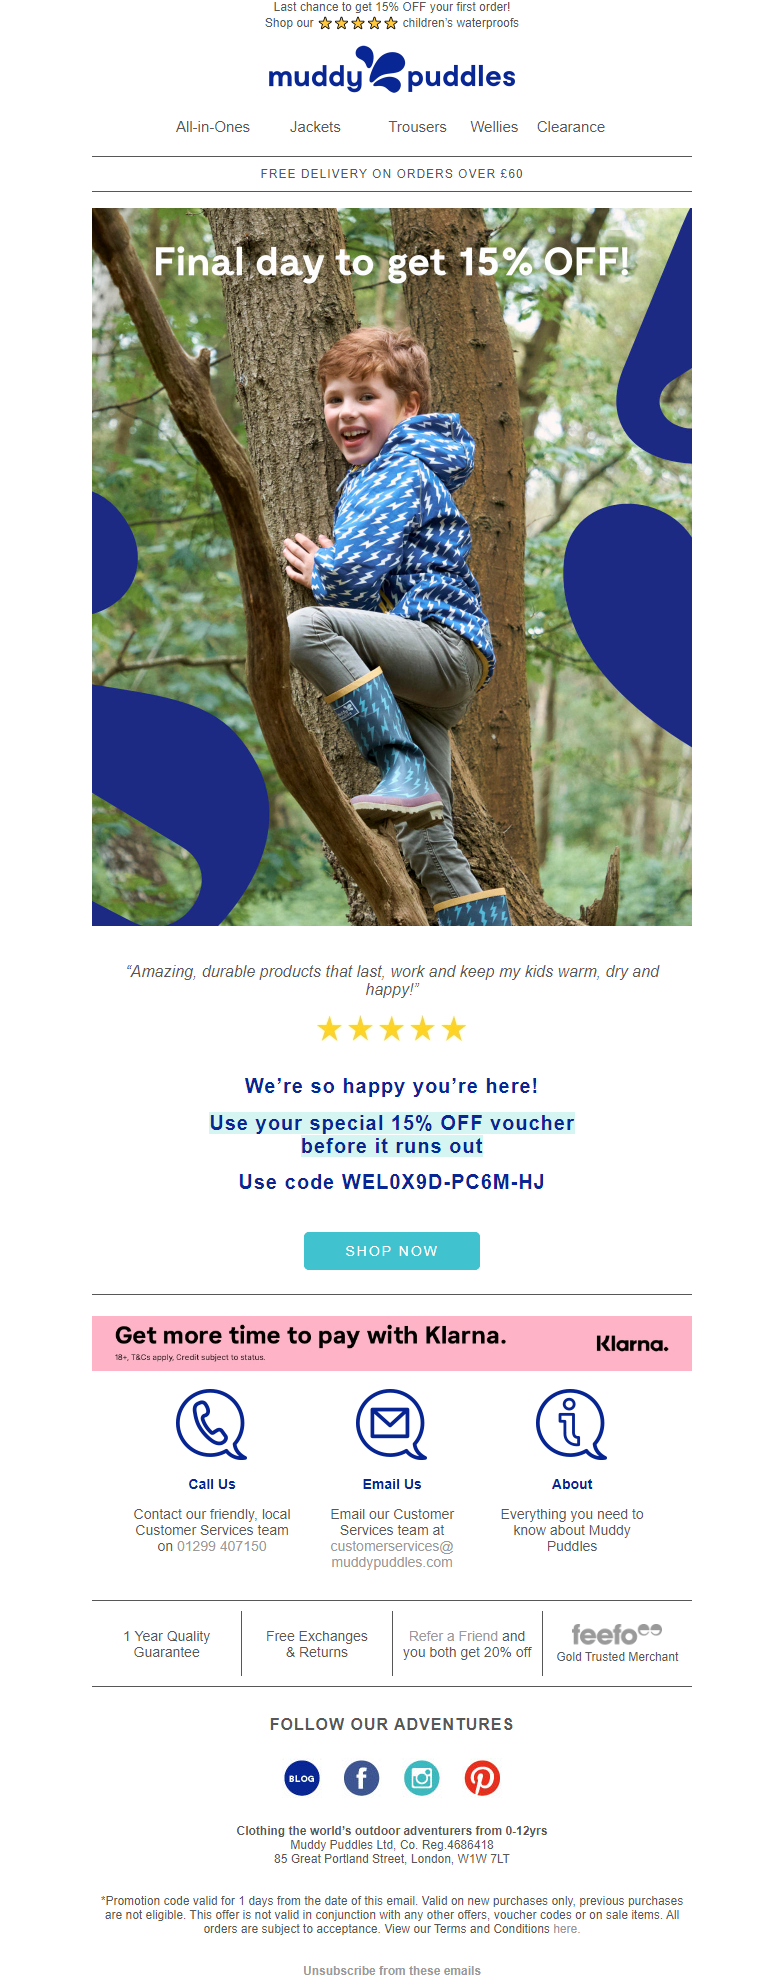 Last chance to get 15% OFF your first order!
Shop our ⭐⭐⭐⭐⭐ children's waterproofs
muddy puddles
All-in-Ones Jackets Trousers Wellies Clearance
FREE DELIVERY ON ORDERS OVER £60
Final day to get 15% OFF!
“Amazing, durable products that last, work and keep my kids warm, dry and
happy!”
★★★★★
We’re so happy you’re here!
Use your special 15% OFF voucher
before it runs out
Use code WEL0X9D-PC6M-HJ
SHOP NOW
Get more time to pay with Klarna.
18+, T&Cs apply, Credit subject to status.
Klarna.
Call Us
Contact our friendly, local
Customer Services team
on 01299 407150
Email Us
Email our Customer
Services team at
customerservices@
muddypuddles.com
About
Everything you need to
know about Muddy
Puddles
1 Year Quality
Guarantee
Free Exchanges
& Returns
Refer a Friend and
you both get 20% off
feefo
Gold Trusted Merchant
FOLLOW OUR ADVENTURES
BLOG
Clothing the world’s outdoor adventurers from 0-12yrs
Muddy Puddles Ltd, Co. Reg.4686418
85 Great Portland Street, London, W1W 7LT
*Promotion code valid for 1 days from the date of this email. Valid on new purchases only, previous purchases
are not eligible. This offer is not valid in conjunction with any other offers, voucher codes or on sale items. All
orders are subject to acceptance. View our Terms and Conditions here.
Unsubscribe from these emails